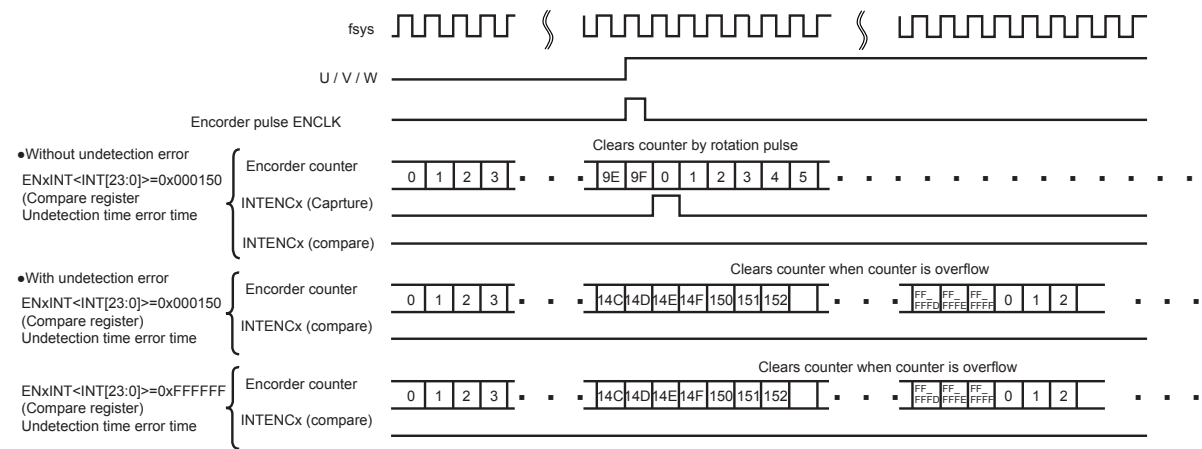 fsys
U / V / W
Encorder pulse ENCLK
●Without undetection error
ENxINT<INT[23:0]>=0x000150
(Compare register
Undetection time error time
Clears counter by rotation pulse
Encorder counter
0 1 2 3 9E 9F 0 1 2 3 4 5
INTENCx (Caprture)
INTENCx (compare)
●With undetection error
ENxINT<INT[23:0]>=0x000150
(Compare register)
Undetection time error time
Clears counter when counter is overflow
Encorder counter
0 1 2 3 14C 14D 14E 14F 150 151 152 FF_FFFD FF_FFFE FF_FFFF 0 1 2
INTENCx (compare)
ENxINT<INT[23:0]>=0xFFFFFF
(Compare register)
Undetection time error time
Clears counter when counter is overflow
Encorder counter
0 1 2 3 14C 14D 14E 14F 150 151 152 FF_FFFD FF_FFFE FF_FFFF 0 1 2
INTENCx (compare)